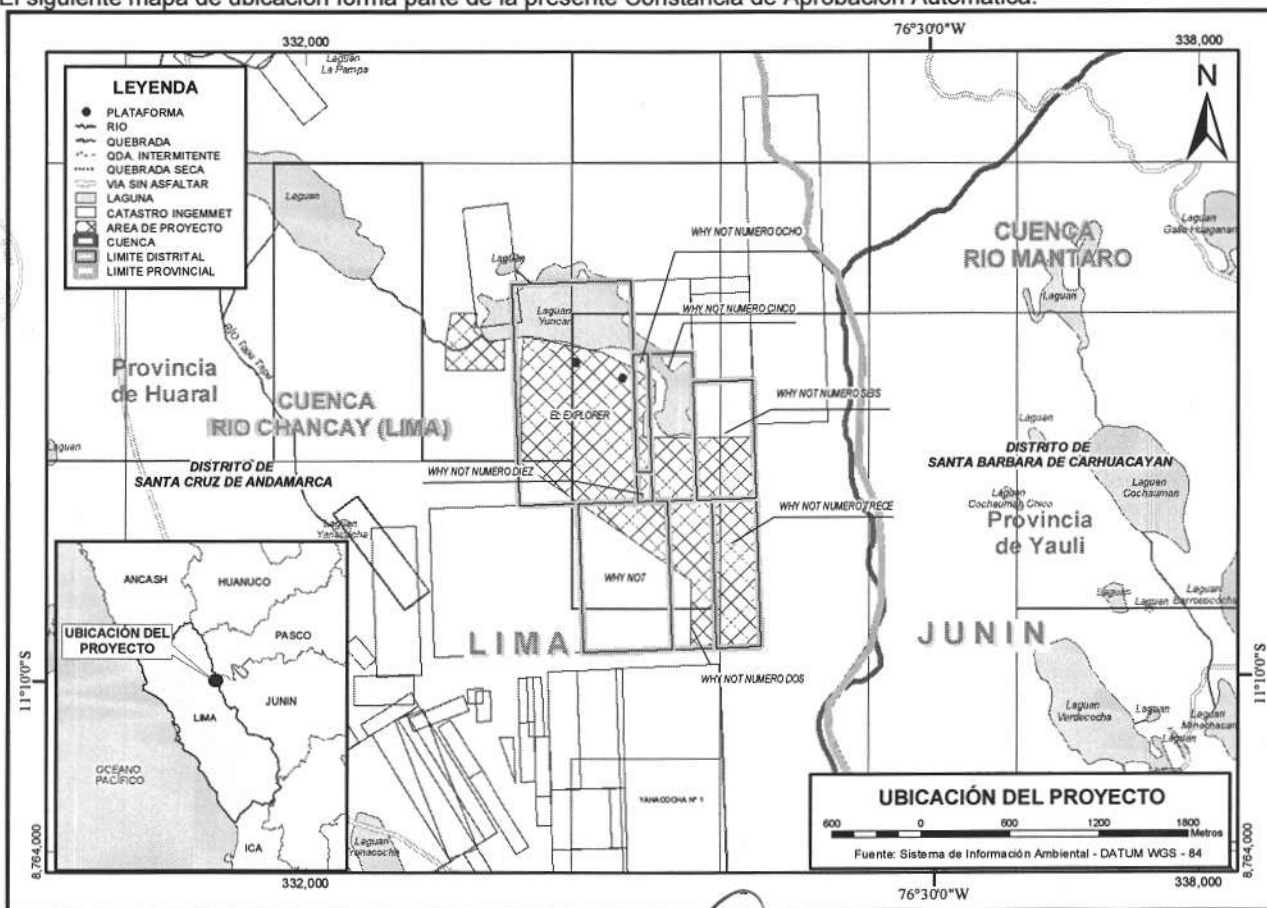 El siguiente mapa de ubicación forma parte de la presente Constancia de Aprobación Automática.
332,000
76°30'0"W
338,000
LEYENDA
PLATAFORMA
RIO
QUEBRADA
QDA. INTERMITENTE
QUEBRADA SECA
VIA SIN ASFALTAR
LAGUNA
CATASTRO INGEMMET
AREA DE PROYECTO
CUENCA
LIMITE DISTRITAL
LIMITE PROVINCIAL
Laguan
La Pampa
N
Laguan
Laguan
Laguan
Yuncan
WHY NOT NUMERO OCHO
WHY NOT NUMERO CINCO
CUENCA
RIO MANTARO
Laguan
Laguan
RIO
Provincia
de Huaral
CUENCA
RIO CHANCAY (LIMA)
EL EXPLORER
WHY NOT NUMERO SEIS
Laguan
Laguan
DISTRITO DE
SANTA CRUZ DE ANDAMARCA
WHY NOT NUMERO DIEZ
DISTRITO DE
SANTA BARBARA DE CARHUACAYAN
Laguan
Cochauman
Laguan
Cochauman Chico
WHY NOT NUMERO TRECE
Provincia
de Yauli
Laguan
Yanacocha
WHY NOT
Laguan
Laguan
LIMA
JUNIN
WHY NOT NUMERO DOS
ANCASH
HUANUCO
PASCO
UBICACIÓN DEL
PROYECTO
JUNIN
LIMA
OCEANO
PACÍFICO
ICA
11°10'0"S
11°10'0"S
Laguan
Verdecocha
Laguan
Laguan
Laguan
YANACOCHA Nº 1
Laguan
Yanacocha
UBICACIÓN DEL PROYECTO
600 0 600 1200 1800
Metros
Fuente: Sistema de Información Ambiental - DATUM WGS - 84
8,764,000
8,764,000
332,000
76°30'0"W
338,000